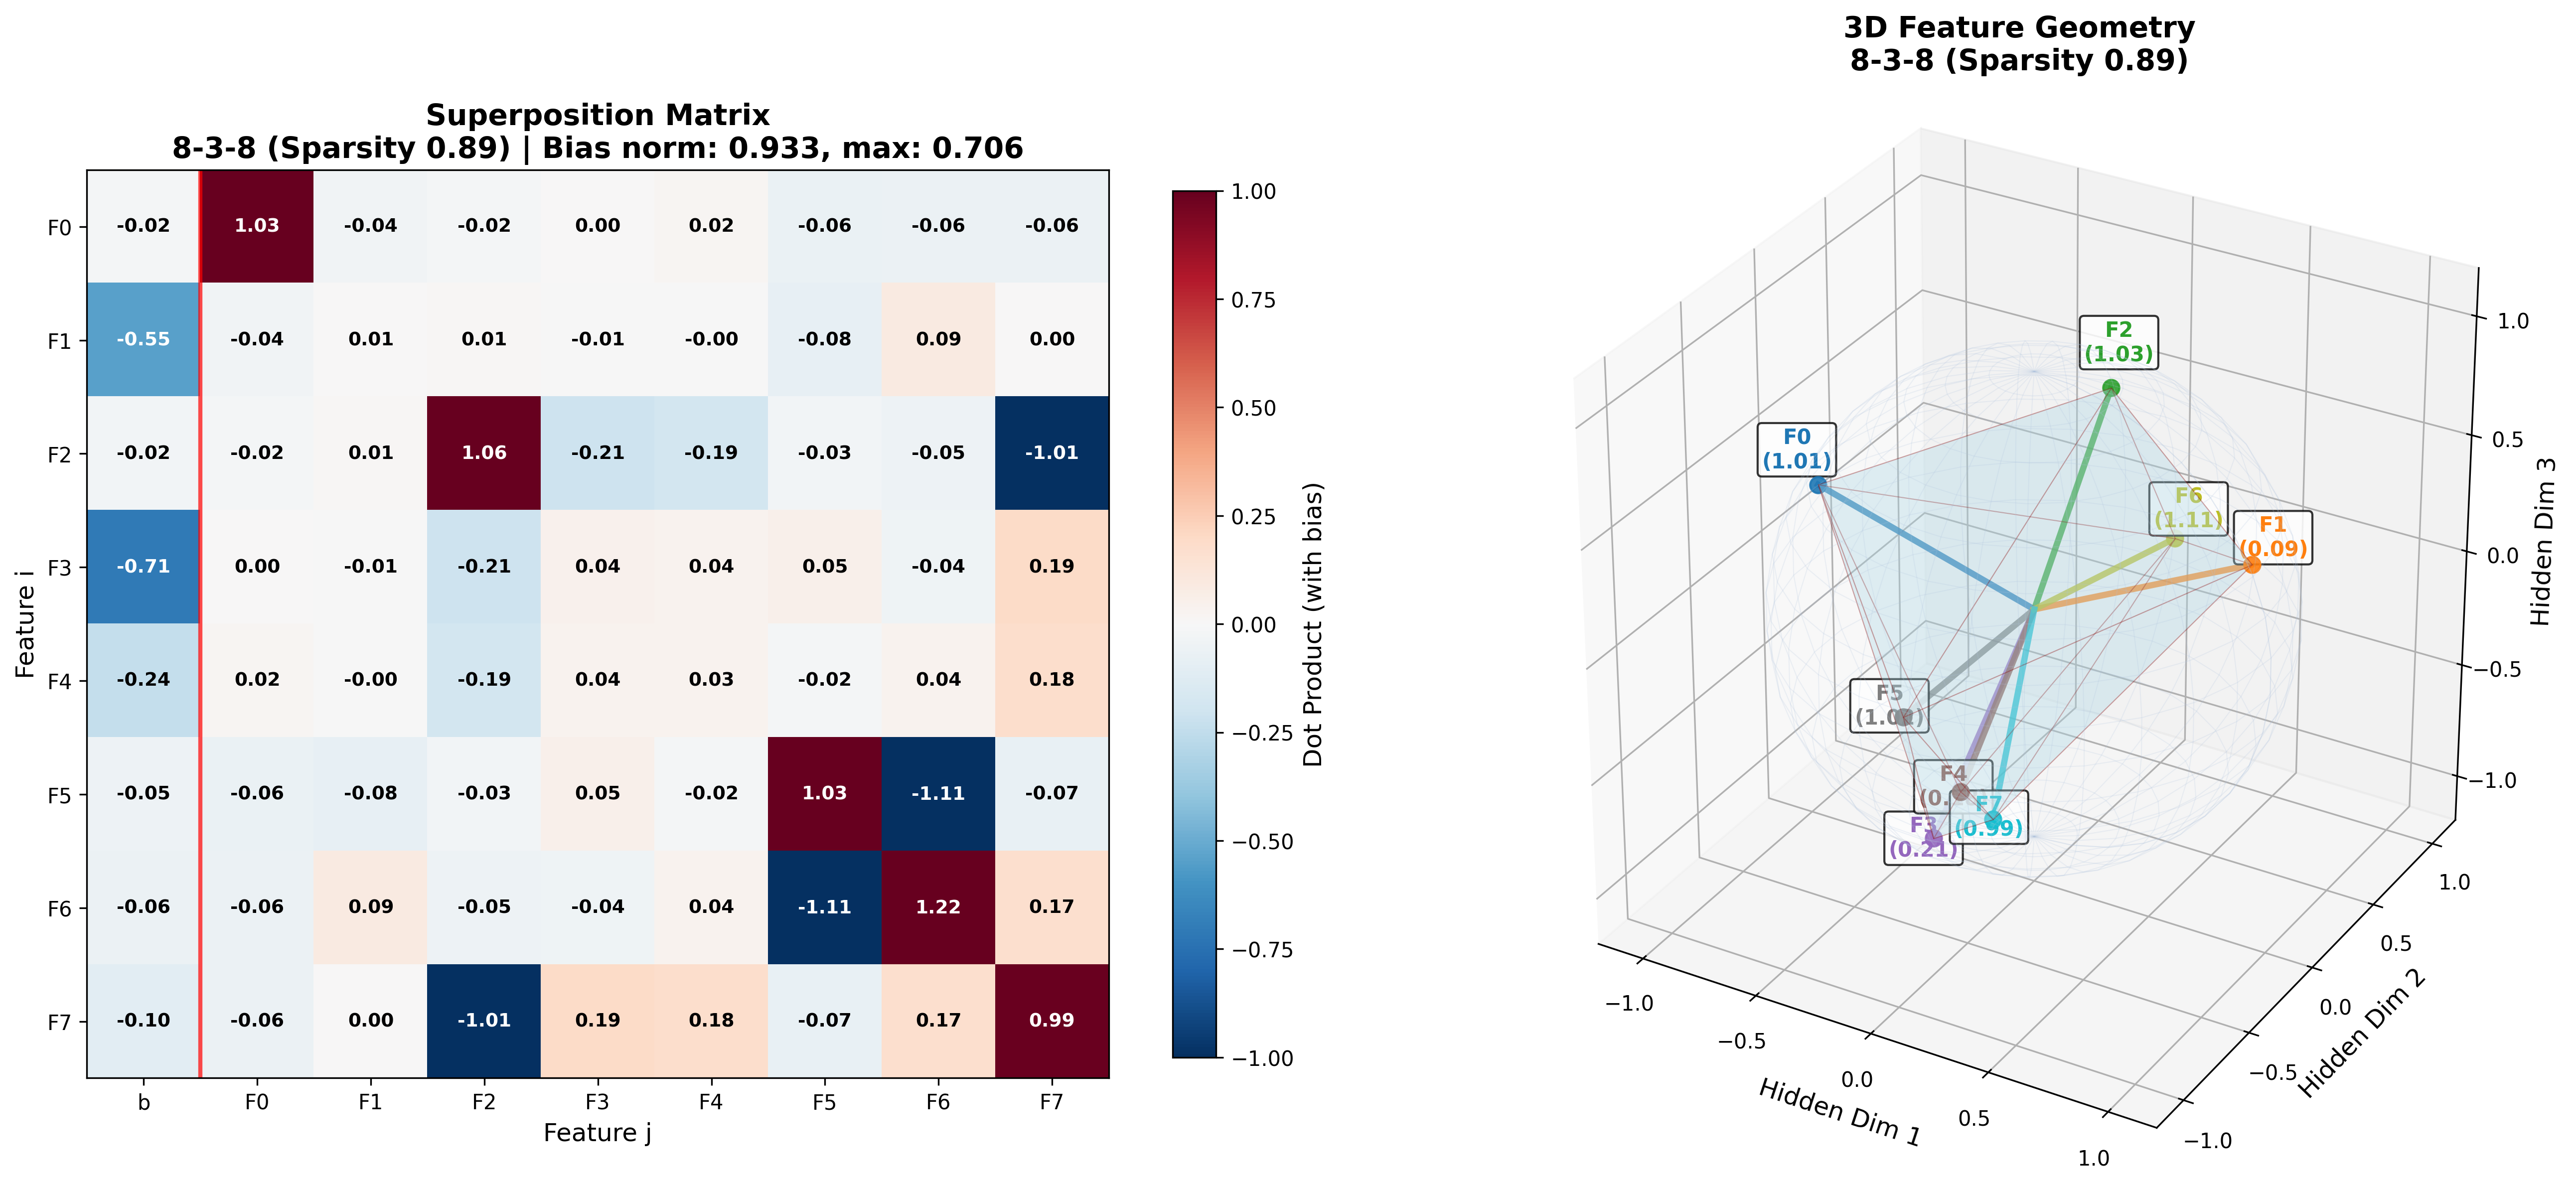 Superposition Matrix
8-3-8 (Sparsity 0.89) | Bias norm: 0.933, max: 0.706
F0 -0.02 1.03 -0.04 -0.02 0.00 0.02 -0.06 -0.06 -0.06
F1 -0.55 -0.04 0.01 0.01 -0.01 -0.00 -0.08 0.09 0.00
F2 -0.02 -0.02 0.01 1.06 -0.21 -0.19 -0.03 -0.05 -1.01
F3 -0.71 0.00 -0.01 -0.21 0.04 0.04 0.05 -0.04 0.19
F4 -0.24 0.02 -0.00 -0.19 0.04 0.03 -0.02 0.04 0.18
F5 -0.05 -0.06 -0.08 -0.03 0.05 -0.02 1.03 -1.11 -0.07
F6 -0.06 -0.06 0.09 -0.05 -0.04 0.04 -1.11 1.22 0.17
F7 -0.10 -0.06 0.00 -1.01 0.19 0.18 -0.07 0.17 0.99
b F0 F1 F2 F3 F4 F5 F6 F7
Feature j
Feature i
1.00
0.75
0.50
0.25
0.00
−0.25
−0.50
−0.75
−1.00
Dot Product (with bias)
3D Feature Geometry
8-3-8 (Sparsity 0.89)
F2
(1.03)
F0
(1.01)
F6
(1.11)
F1
(0.09)
F5
F4
F7
(0.99)
F3
(0.21)
−1.0
−0.5
0.0
0.5
1.0
Hidden Dim 1
−1.0
−0.5
0.0
0.5
1.0
Hidden Dim 2
1.0
0.5
0.0
−0.5
−1.0
Hidden Dim 3